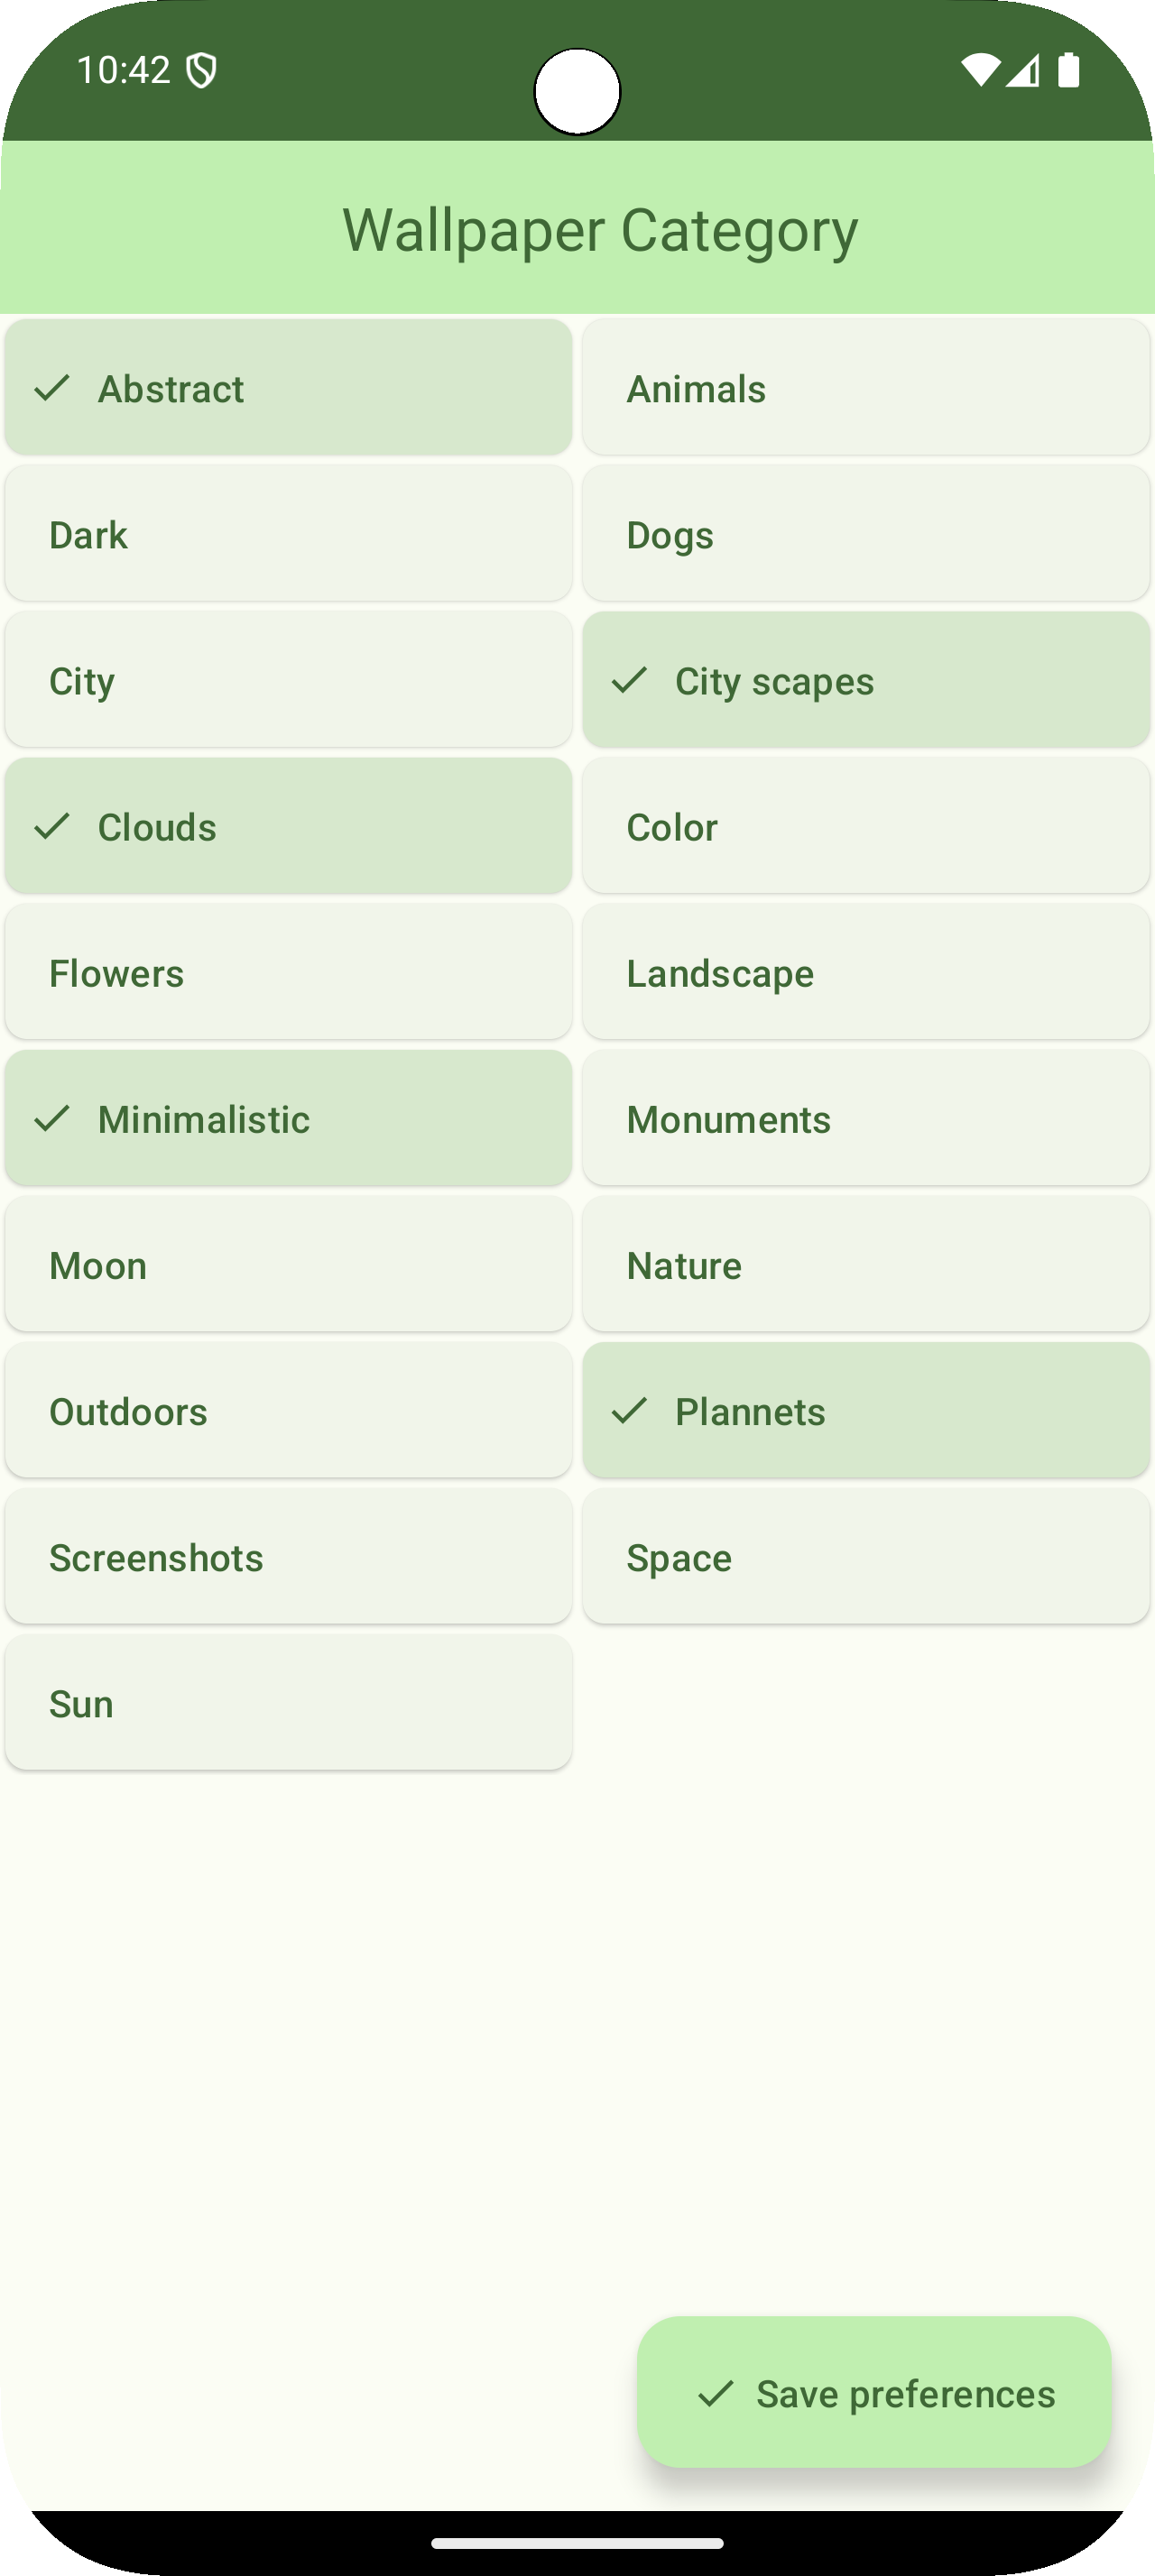 10:42
Wallpaper Category
Abstract
Animals
Dark
Dogs
City
City scapes
Clouds
Color
Flowers
Landscape
Minimalistic
Monuments
Moon
Nature
Outdoors
Plannets
Screenshots
Space
Sun
Save preferences